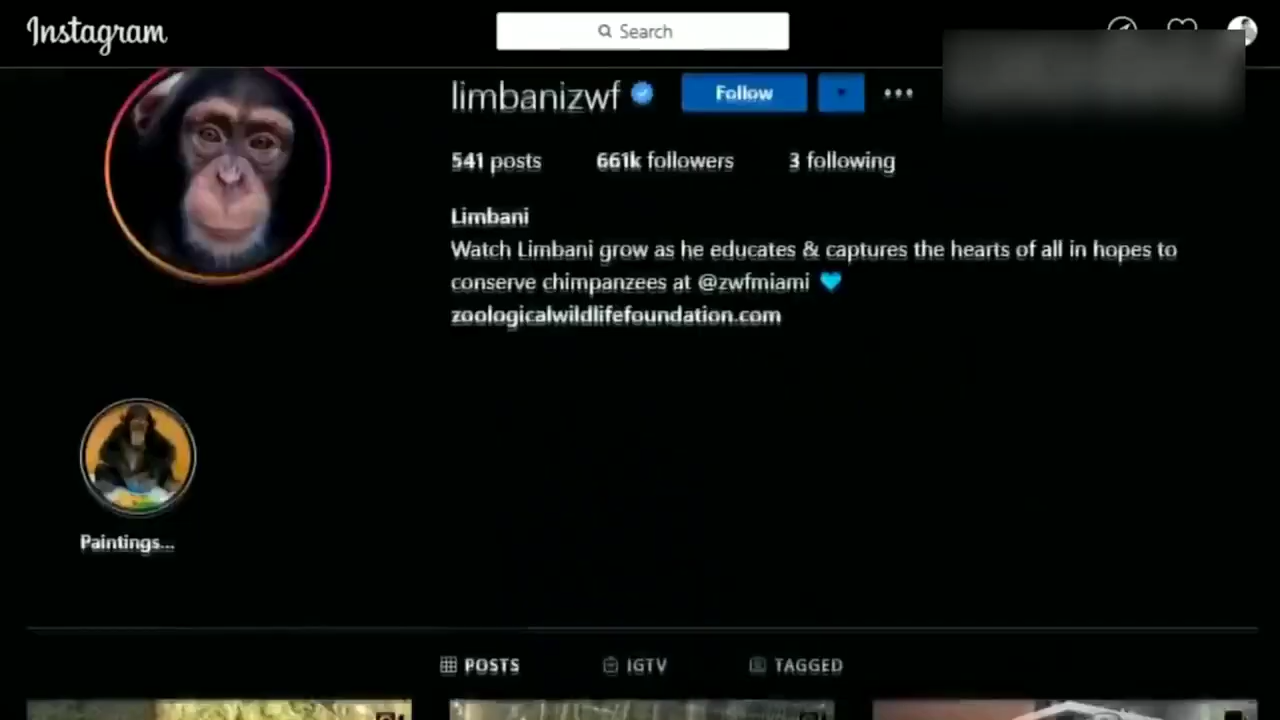 Instagram
Search
limbanizwf Follow
541 posts 661k followers 3 following
Limbani
Watch Limbani grow as he educates & captures the hearts of all in hopes to
conserve chimpanzees at @zwfmiami
zoologicalwildlifefoundation.com
Paintings...
POSTS IGTV TAGGED